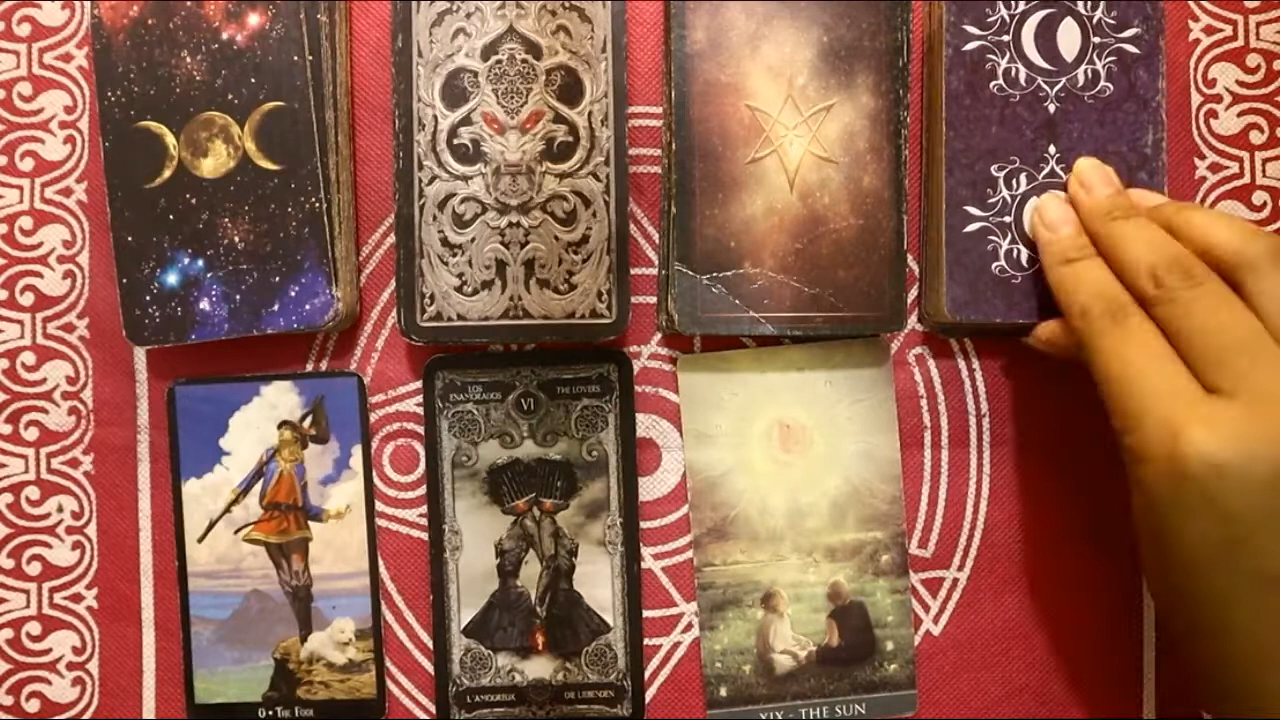 0 • THE FOOL
LOS ENAMORADOS
VI
THE LOVERS
L'AMOUREUX
DIE LIEBENDEN
XIX - THE SUN